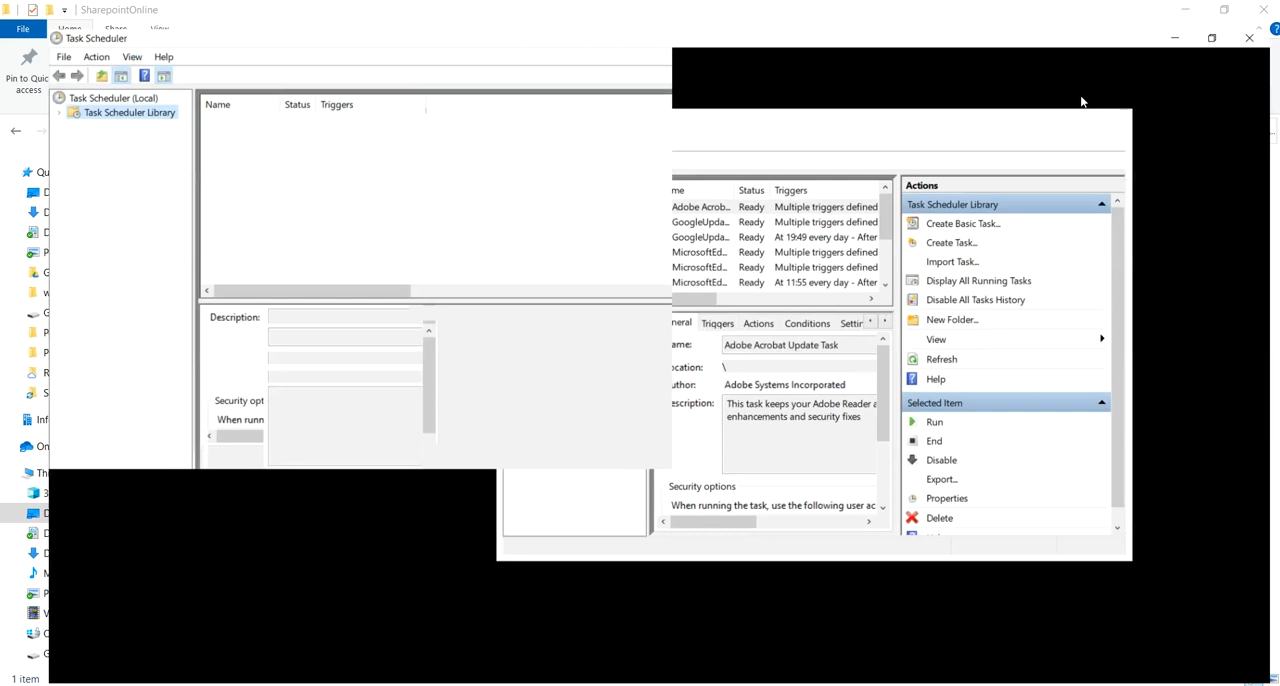 SharepointOnline
File
Home Share View
Task Scheduler
File Action View Help
Pin to Quic
access
Task Scheduler (Local)
Task Scheduler Library
Name Status Triggers
Description:
Security opt
When runn
me Status Triggers
Adobe Acrob... Ready Multiple triggers defined
GoogleUpda... Ready Multiple triggers defined
GoogleUpda... Ready At 19:49 every day - After
MicrosoftEd... Ready Multiple triggers defined
MicrosoftEd... Ready Multiple triggers defined
MicrosoftEd... Ready At 11:55 every day - After
neral Triggers Actions Conditions Settin
ame: Adobe Acrobat Update Task
ocation: \
uthor: Adobe Systems Incorporated
escription: This task keeps your Adobe Reader a
enhancements and security fixes
Security options
When running the task, use the following user ac
Actions
Task Scheduler Library
Create Basic Task...
Create Task...
Import Task...
Display All Running Tasks
Disable All Tasks History
New Folder...
View
Refresh
Help
Selected Item
Run
End
Disable
Export...
Properties
Delete
Qu
D
D
D
P
G
w
G
P
P
R
S
Inf
On
Thi
3
D
D
D
M
P
V
C
G
1 item